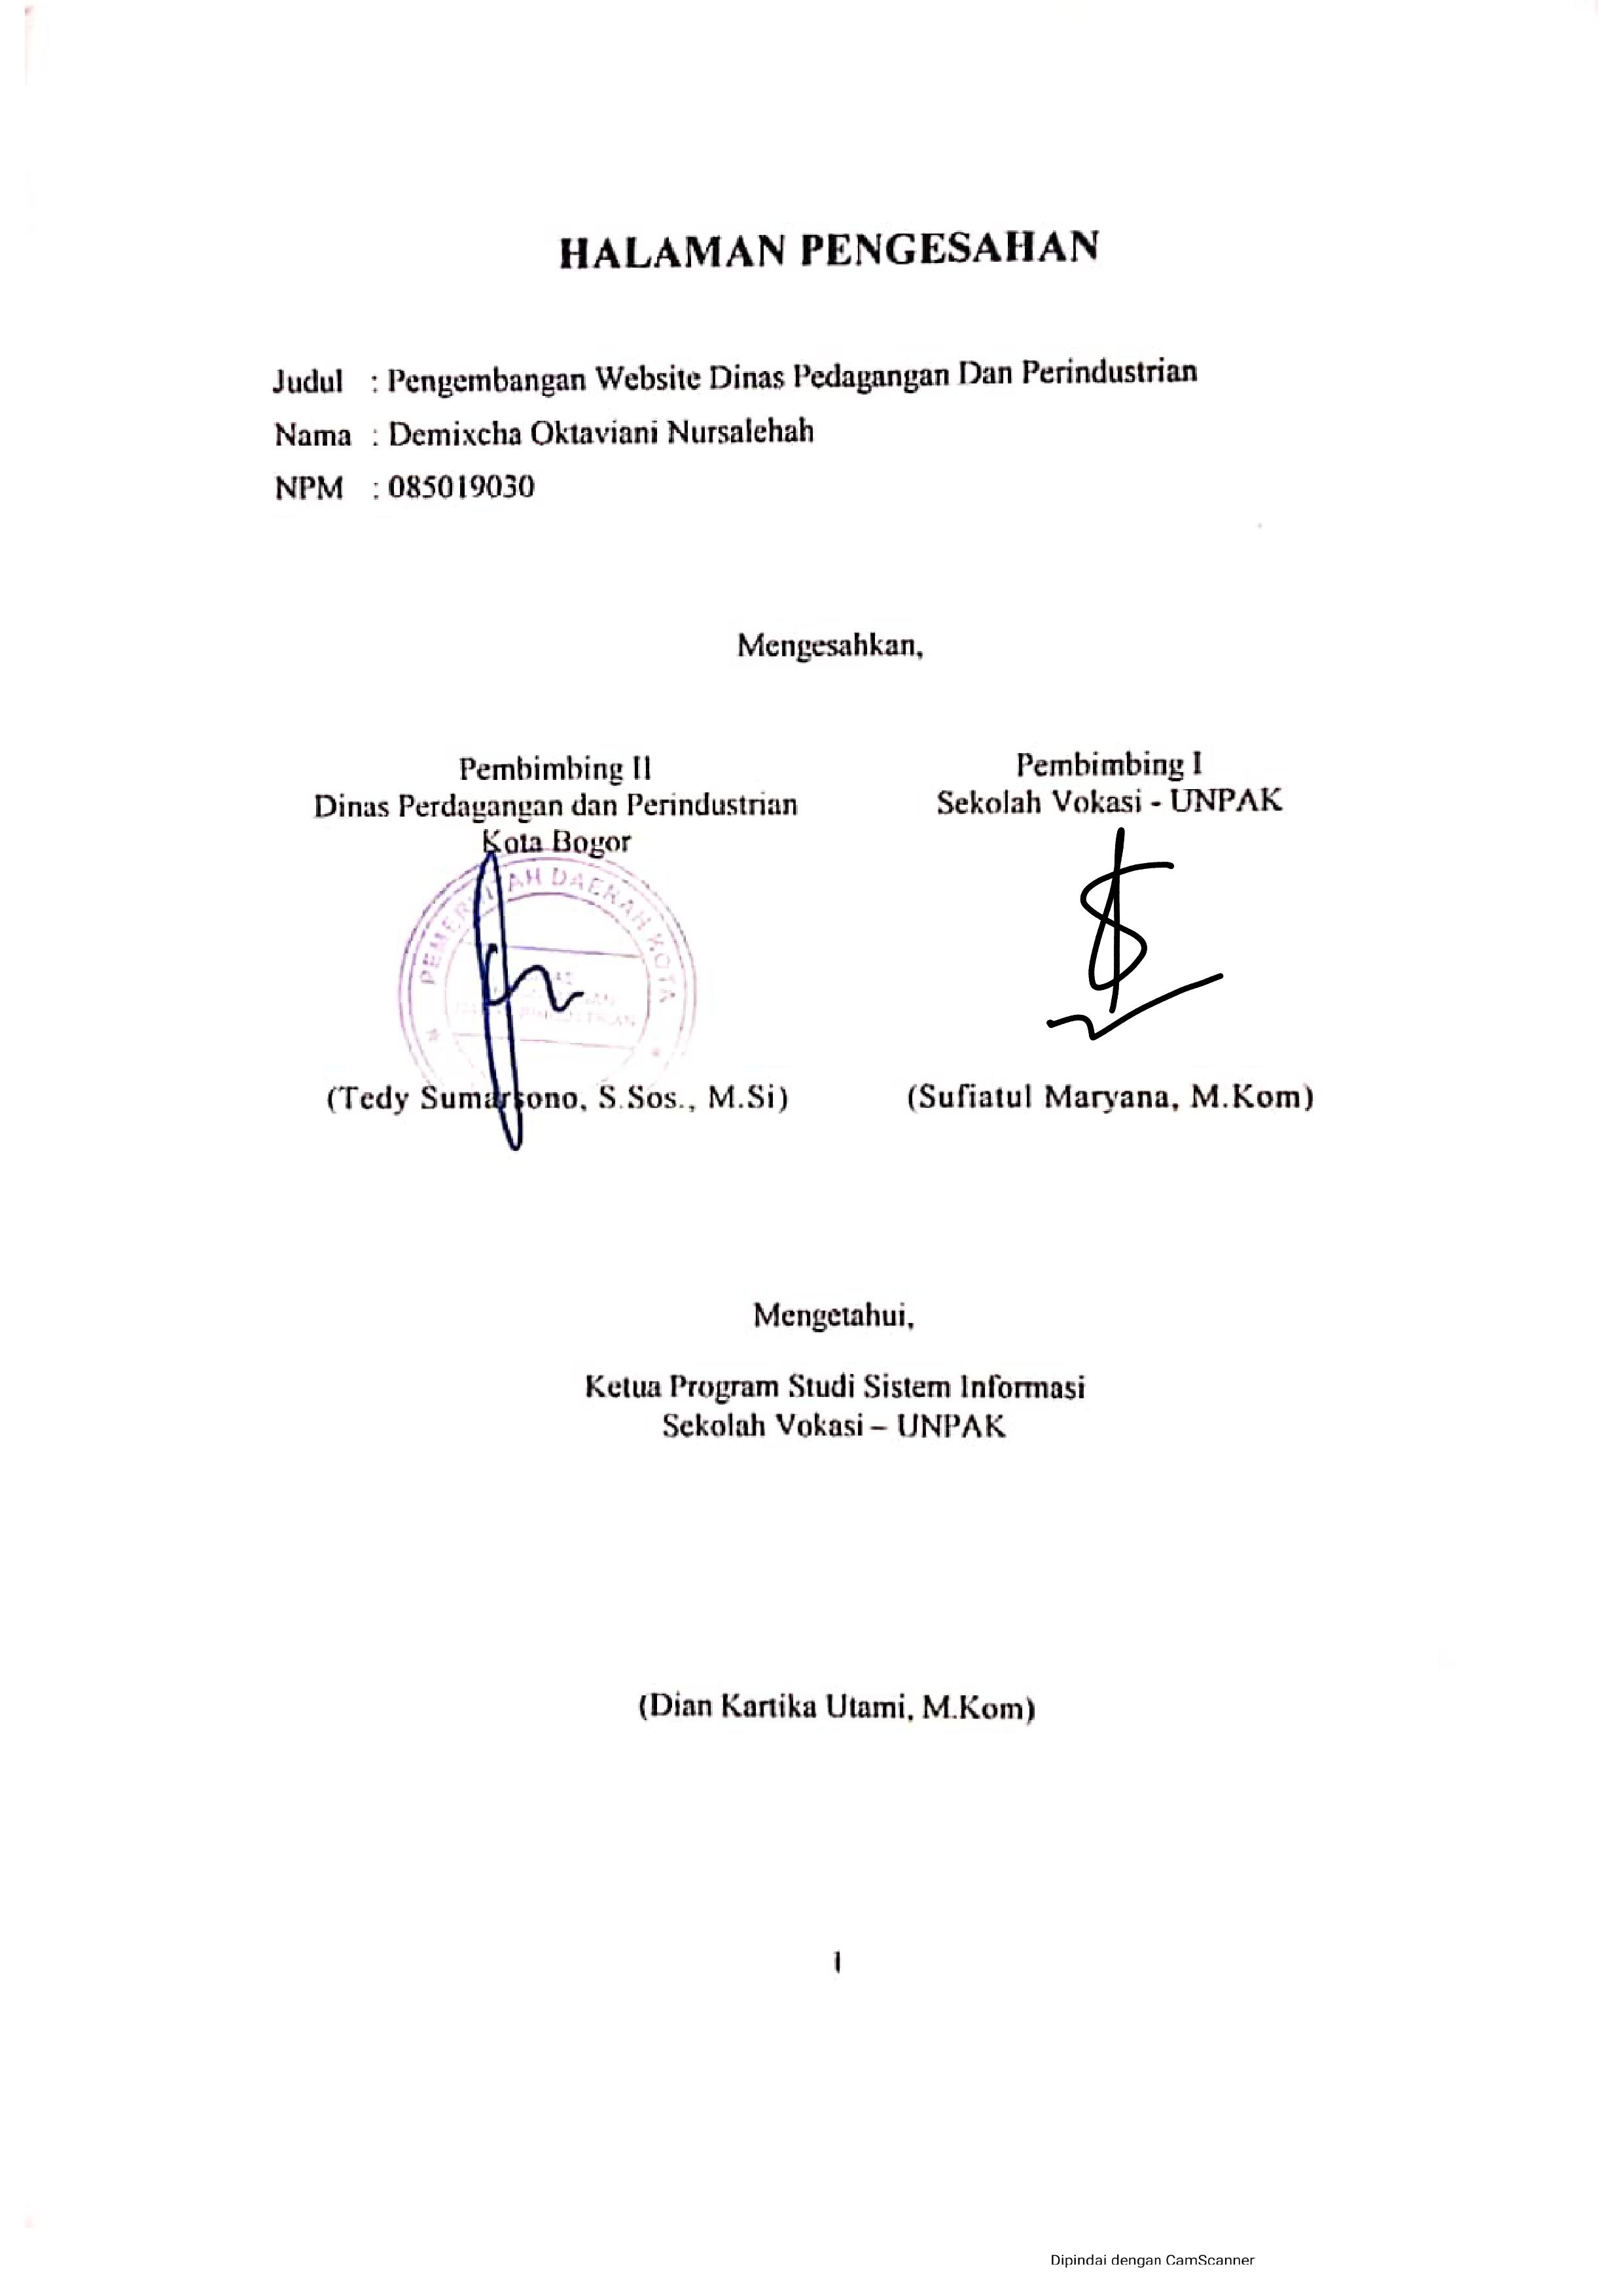 HALAMAN PENGESAHAN
Judul : Pengembangan Website Dinas Pedagangan Dan Perindustrian
Nama : Demixcha Oktaviani Nursalehah
NPM : 085019030
Mengesahkan,
Pembimbing II
Dinas Perdagangan dan Perindustrian
Kota Bogor
PEMERINTAH DAERAH KOTA
(Tedy Sumarsono, S.Sos., M.Si)
Pembimbing I
Sekolah Vokasi - UNPAK
(Sufiatul Maryana, M.Kom)
Mengetahui,
Ketua Program Studi Sistem Informasi
Sekolah Vokasi – UNPAK
(Dian Kartika Utami, M.Kom)
I
Dipindai dengan CamScanner